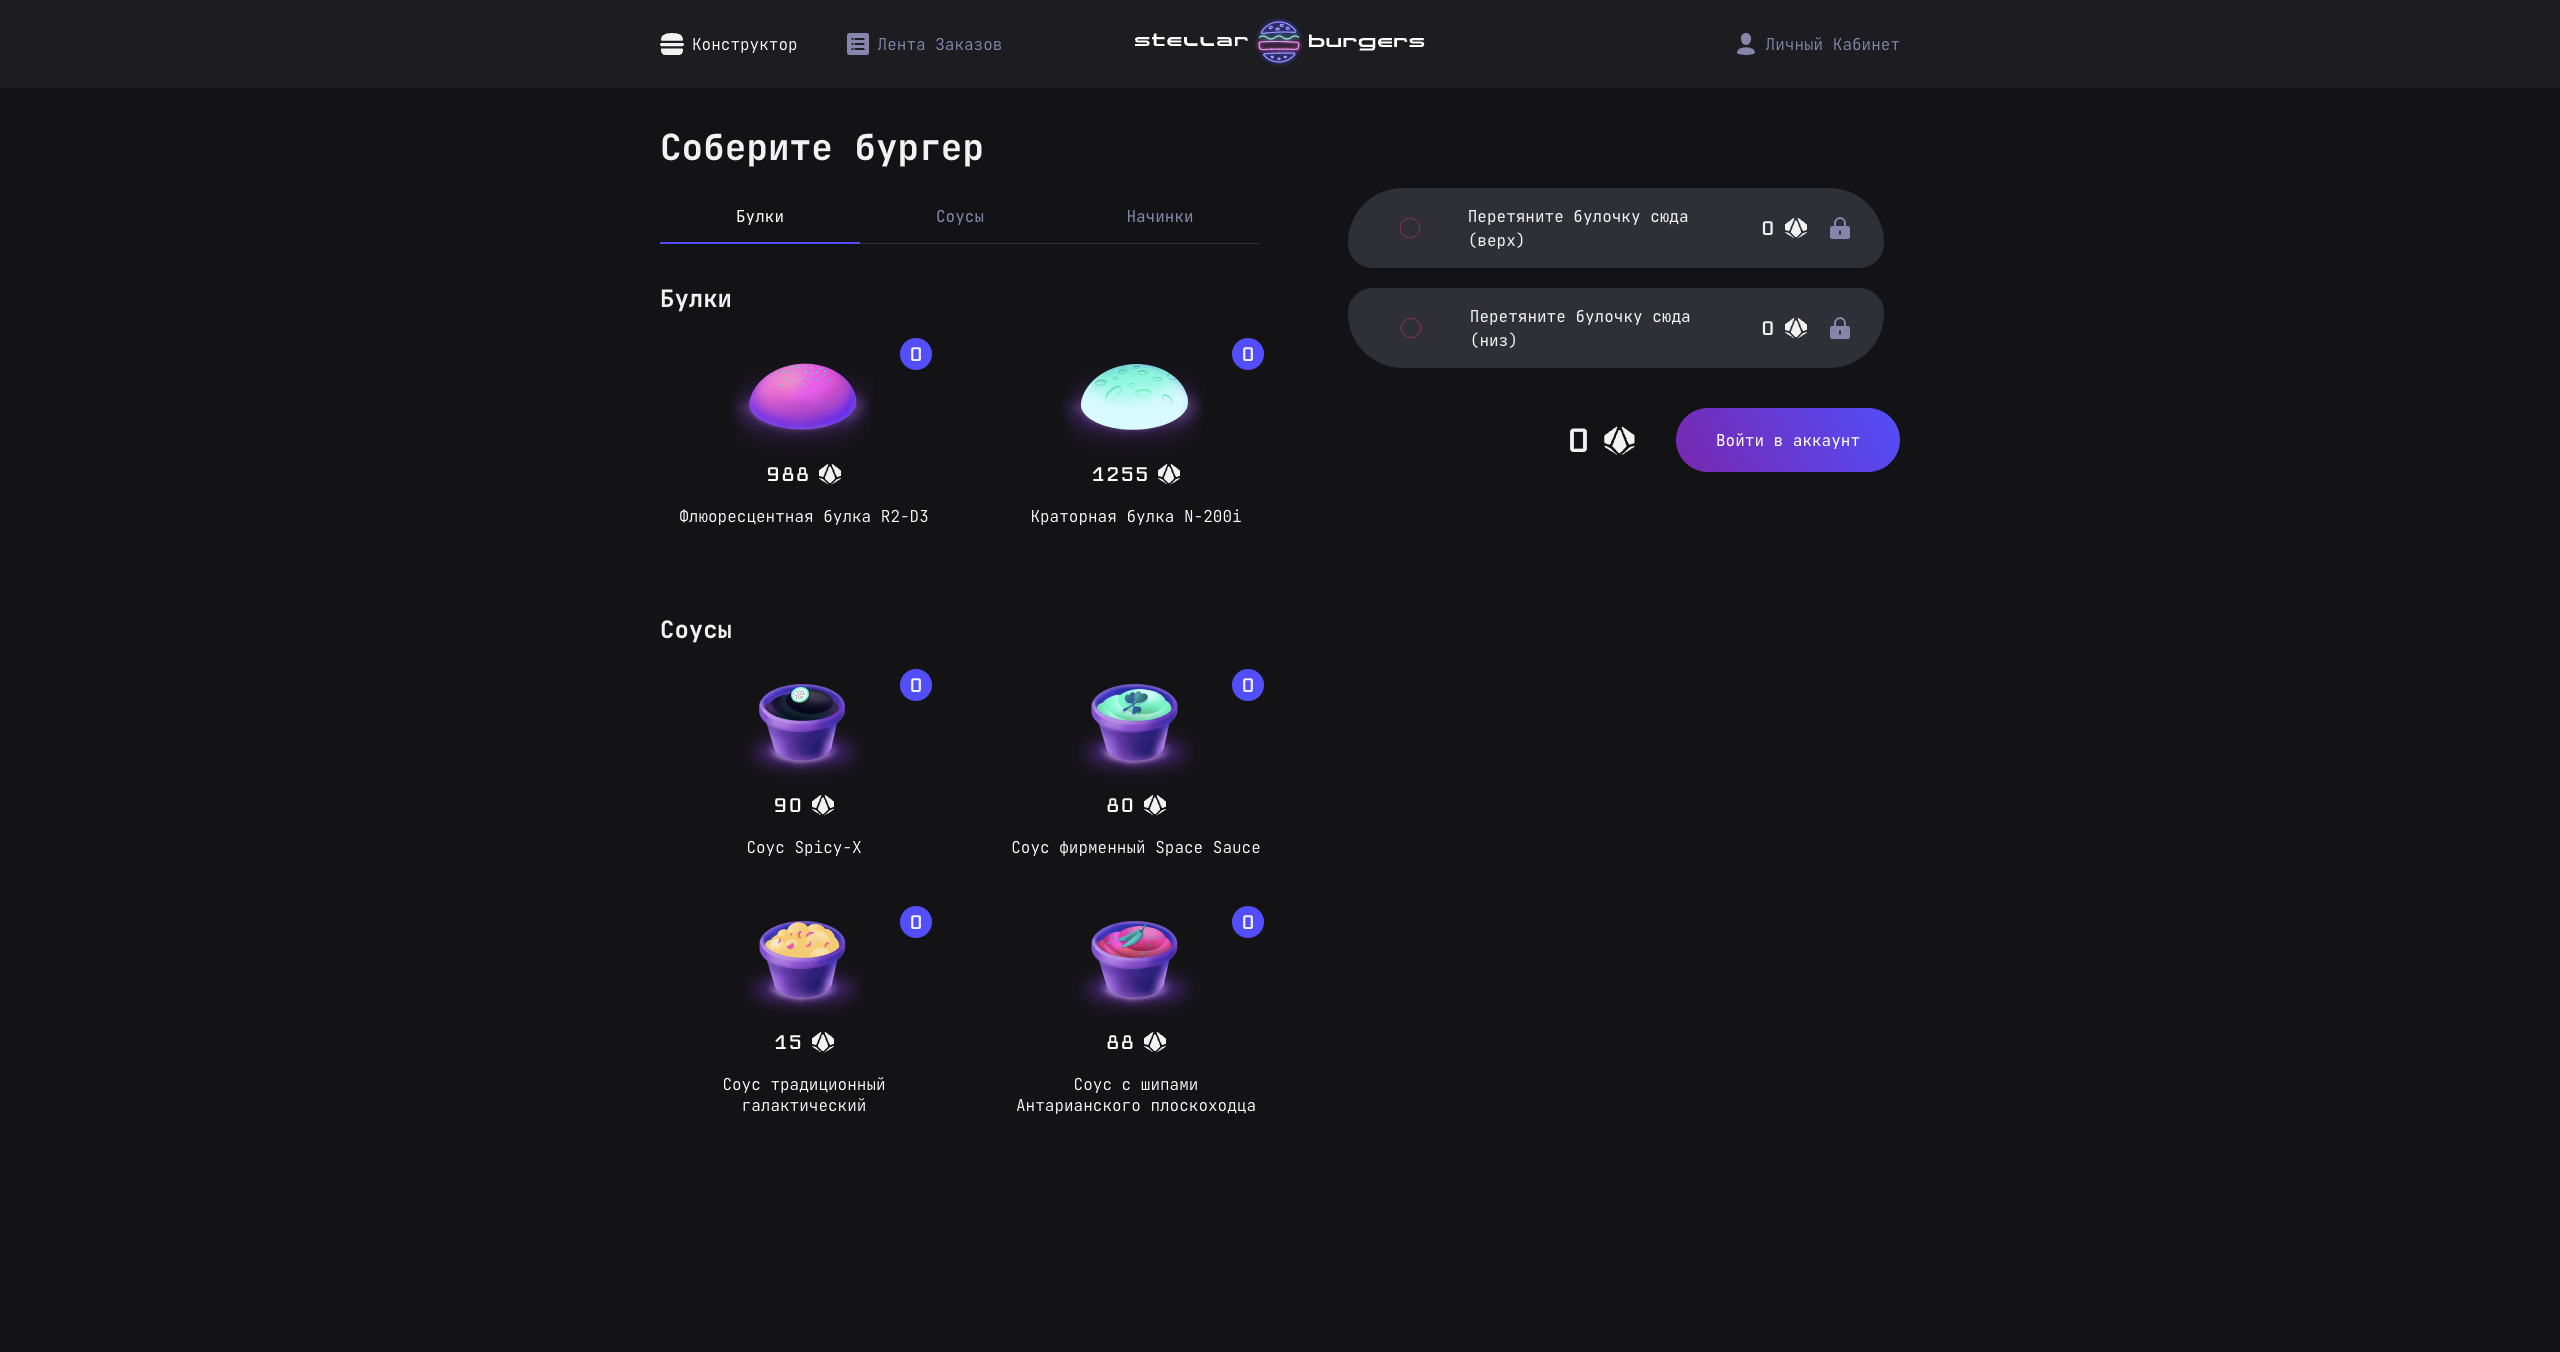 Конструктор
Лента Заказов
stellar burgers
Личный Кабинет
Соберите бургер
Булки
Соусы
Начинки
Булки
0
988
Флюоресцентная булка R2-D3
0
1255
Краторная булка N-200i
Соусы
0
90
Соус Spicy-X
0
80
Соус фирменный Space Sauce
0
15
Соус традиционный
галактический
0
88
Соус с шипами
Антарианского плоскоходца
Перетяните булочку сюда
(верх)
0
Перетяните булочку сюда
(низ)
0
0
Войти в аккаунт